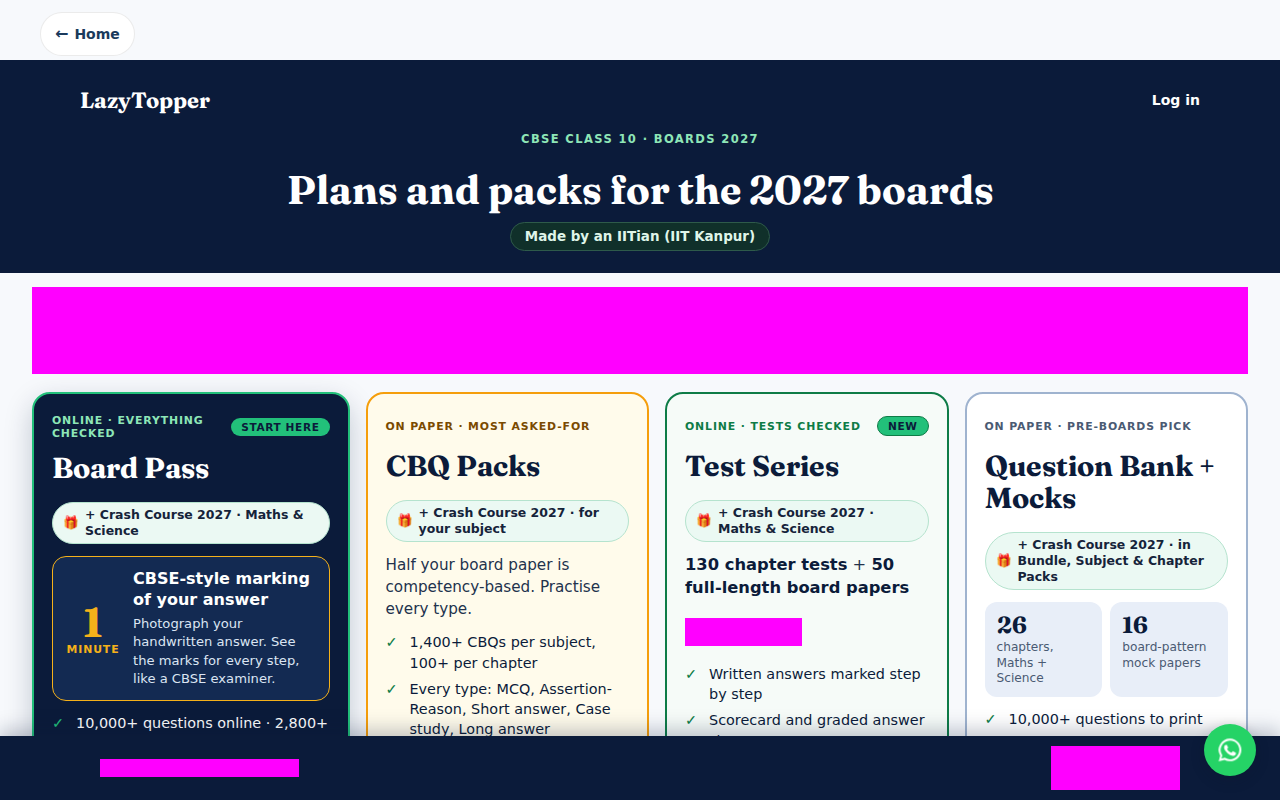 ← Home
LazyTopper
Log in
CBSE CLASS 10 · BOARDS 2027
Plans and packs for the 2027 boards
Made by an IITian (IIT Kanpur)
ONLINE · EVERYTHING
CHECKED
START HERE
Board Pass
+ Crash Course 2027 · Maths &
Science
1
MINUTE
CBSE-style marking
of your answer
Photograph your
handwritten answer. See
the marks for every step,
like a CBSE examiner.
✓ 10,000+ questions online · 2,800+
ON PAPER · MOST ASKED-FOR
CBQ Packs
+ Crash Course 2027 · for
your subject
Half your board paper is
competency-based. Practise
every type.
✓ 1,400+ CBQs per subject,
100+ per chapter
✓ Every type: MCQ, Assertion-
Reason, Short answer, Case
study, Long answer
ONLINE · TESTS CHECKED
NEW
Test Series
+ Crash Course 2027 ·
Maths & Science
130 chapter tests + 50
full-length board papers
✓ Written answers marked step
by step
✓ Scorecard and graded answer
ON PAPER · PRE-BOARDS PICK
Question Bank +
Mocks
+ Crash Course 2027 · in
Bundle, Subject & Chapter
Packs
26
chapters,
Maths +
Science
16
board-pattern
mock papers
✓ 10,000+ questions to print